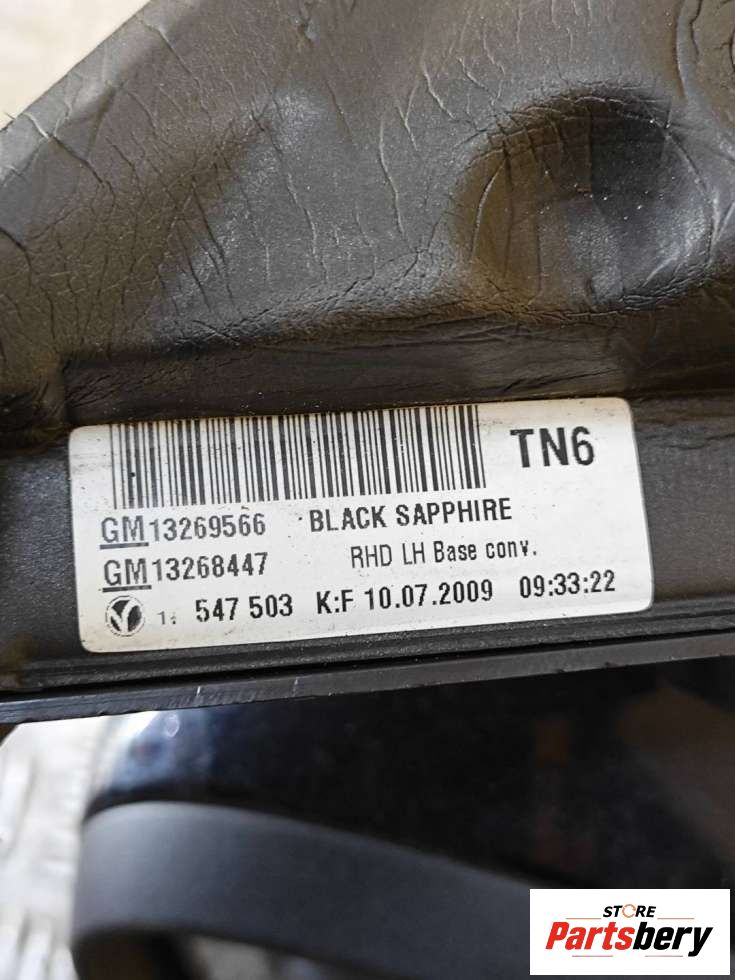 TN6
GM13269566 BLACK SAPPHIRE
GM13268447 RHD LH Base conv.
547 503 K:F 10.07.2009 09:33:22
STORE
Partsbery